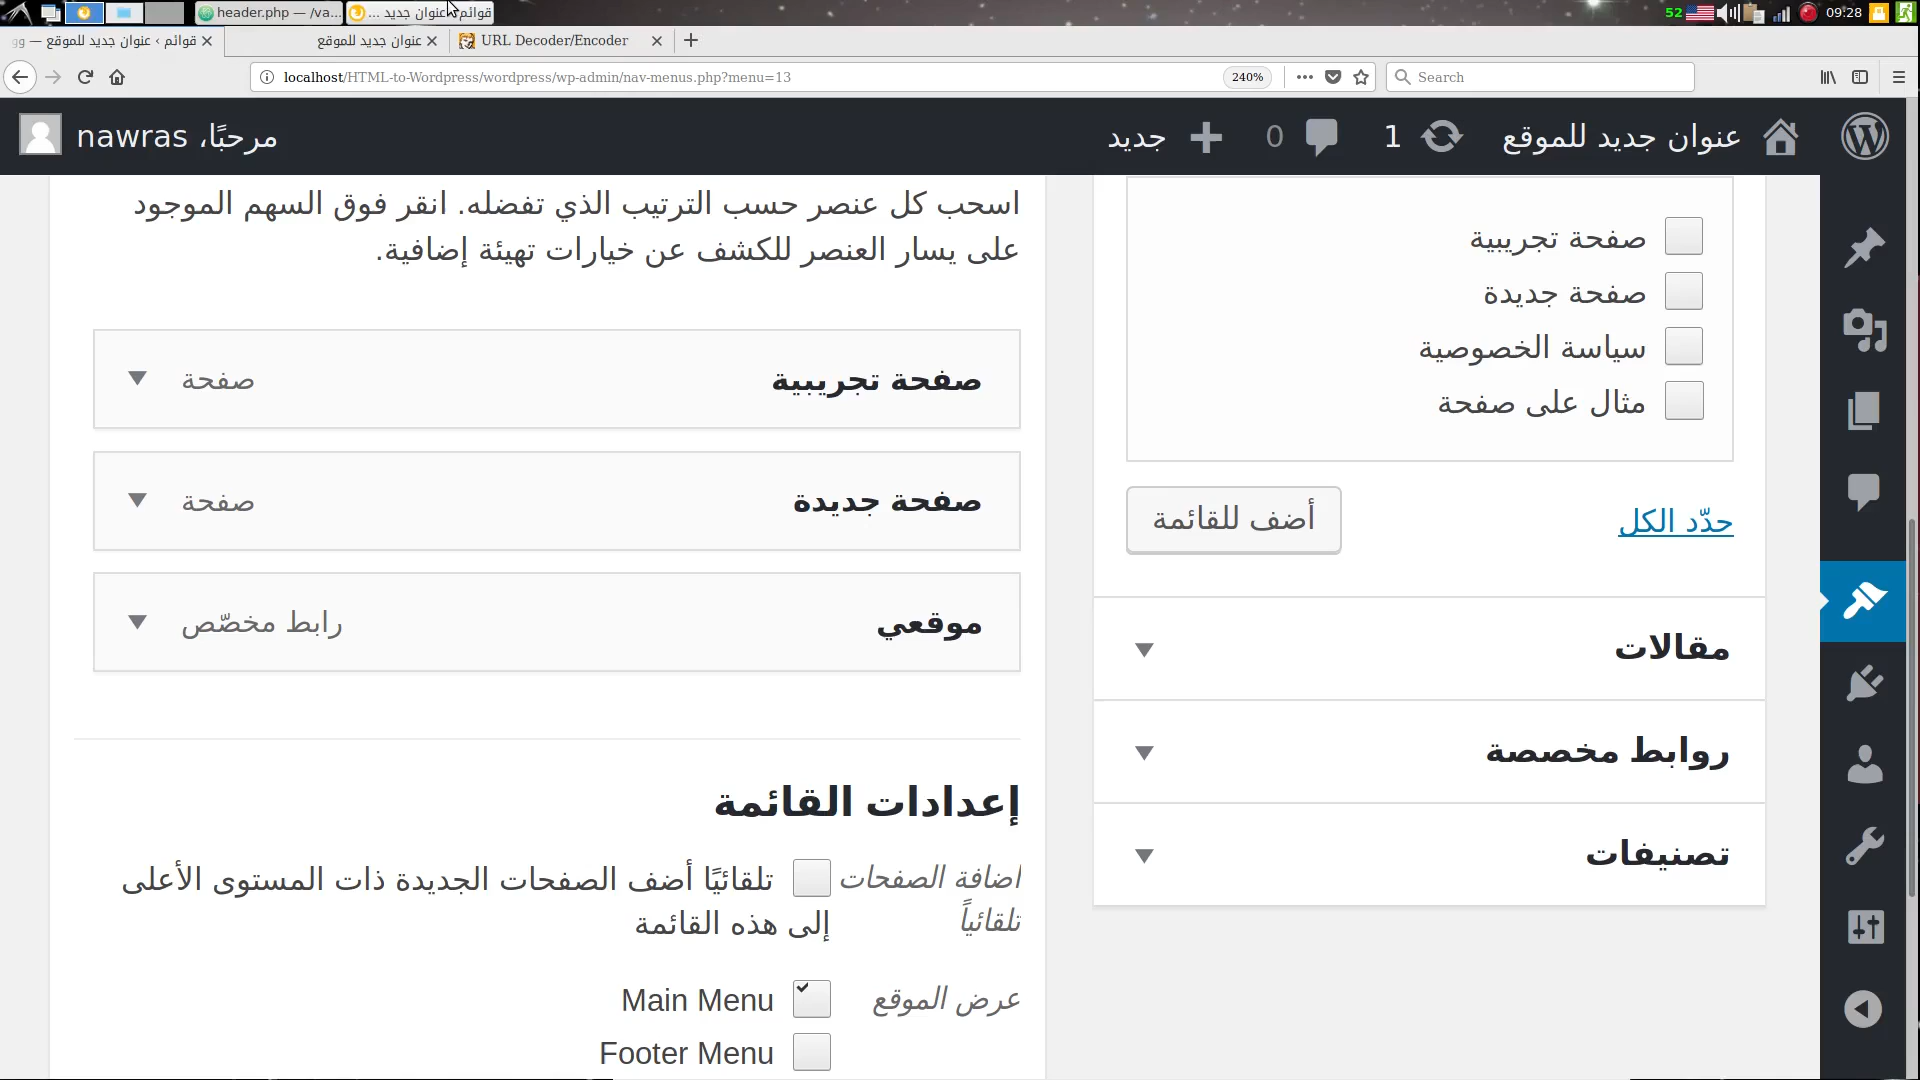 header.php — /va...
قوائم ‹ عنوان جديد ...
52
09:28
قوائم ‹ عنوان جديد للموقع —
عنوان جديد للموقع
URL Decoder/Encoder
localhost/HTML-to-Wordpress/wordpress/wp-admin/nav-menus.php?menu=13
240%
Search
عنوان جديد للموقع
1
0
جديد
مرحبًا، nawras
صفحة تجريبية
صفحة جديدة
سياسة الخصوصية
مثال على صفحة
حدّد الكل
أضف للقائمة
مقالات
روابط مخصصة
تصنيفات
اسحب كل عنصر حسب الترتيب الذي تفضله. انقر فوق السهم الموجود
على يسار العنصر للكشف عن خيارات تهيئة إضافية.
صفحة تجريبية صفحة
صفحة جديدة صفحة
موقعي رابط مخصّص
إعدادات القائمة
اضافة الصفحات
تلقائياً
تلقائيًا أضف الصفحات الجديدة ذات المستوى الأعلى
إلى هذه القائمة
عرض الموقع
Main Menu
Footer Menu